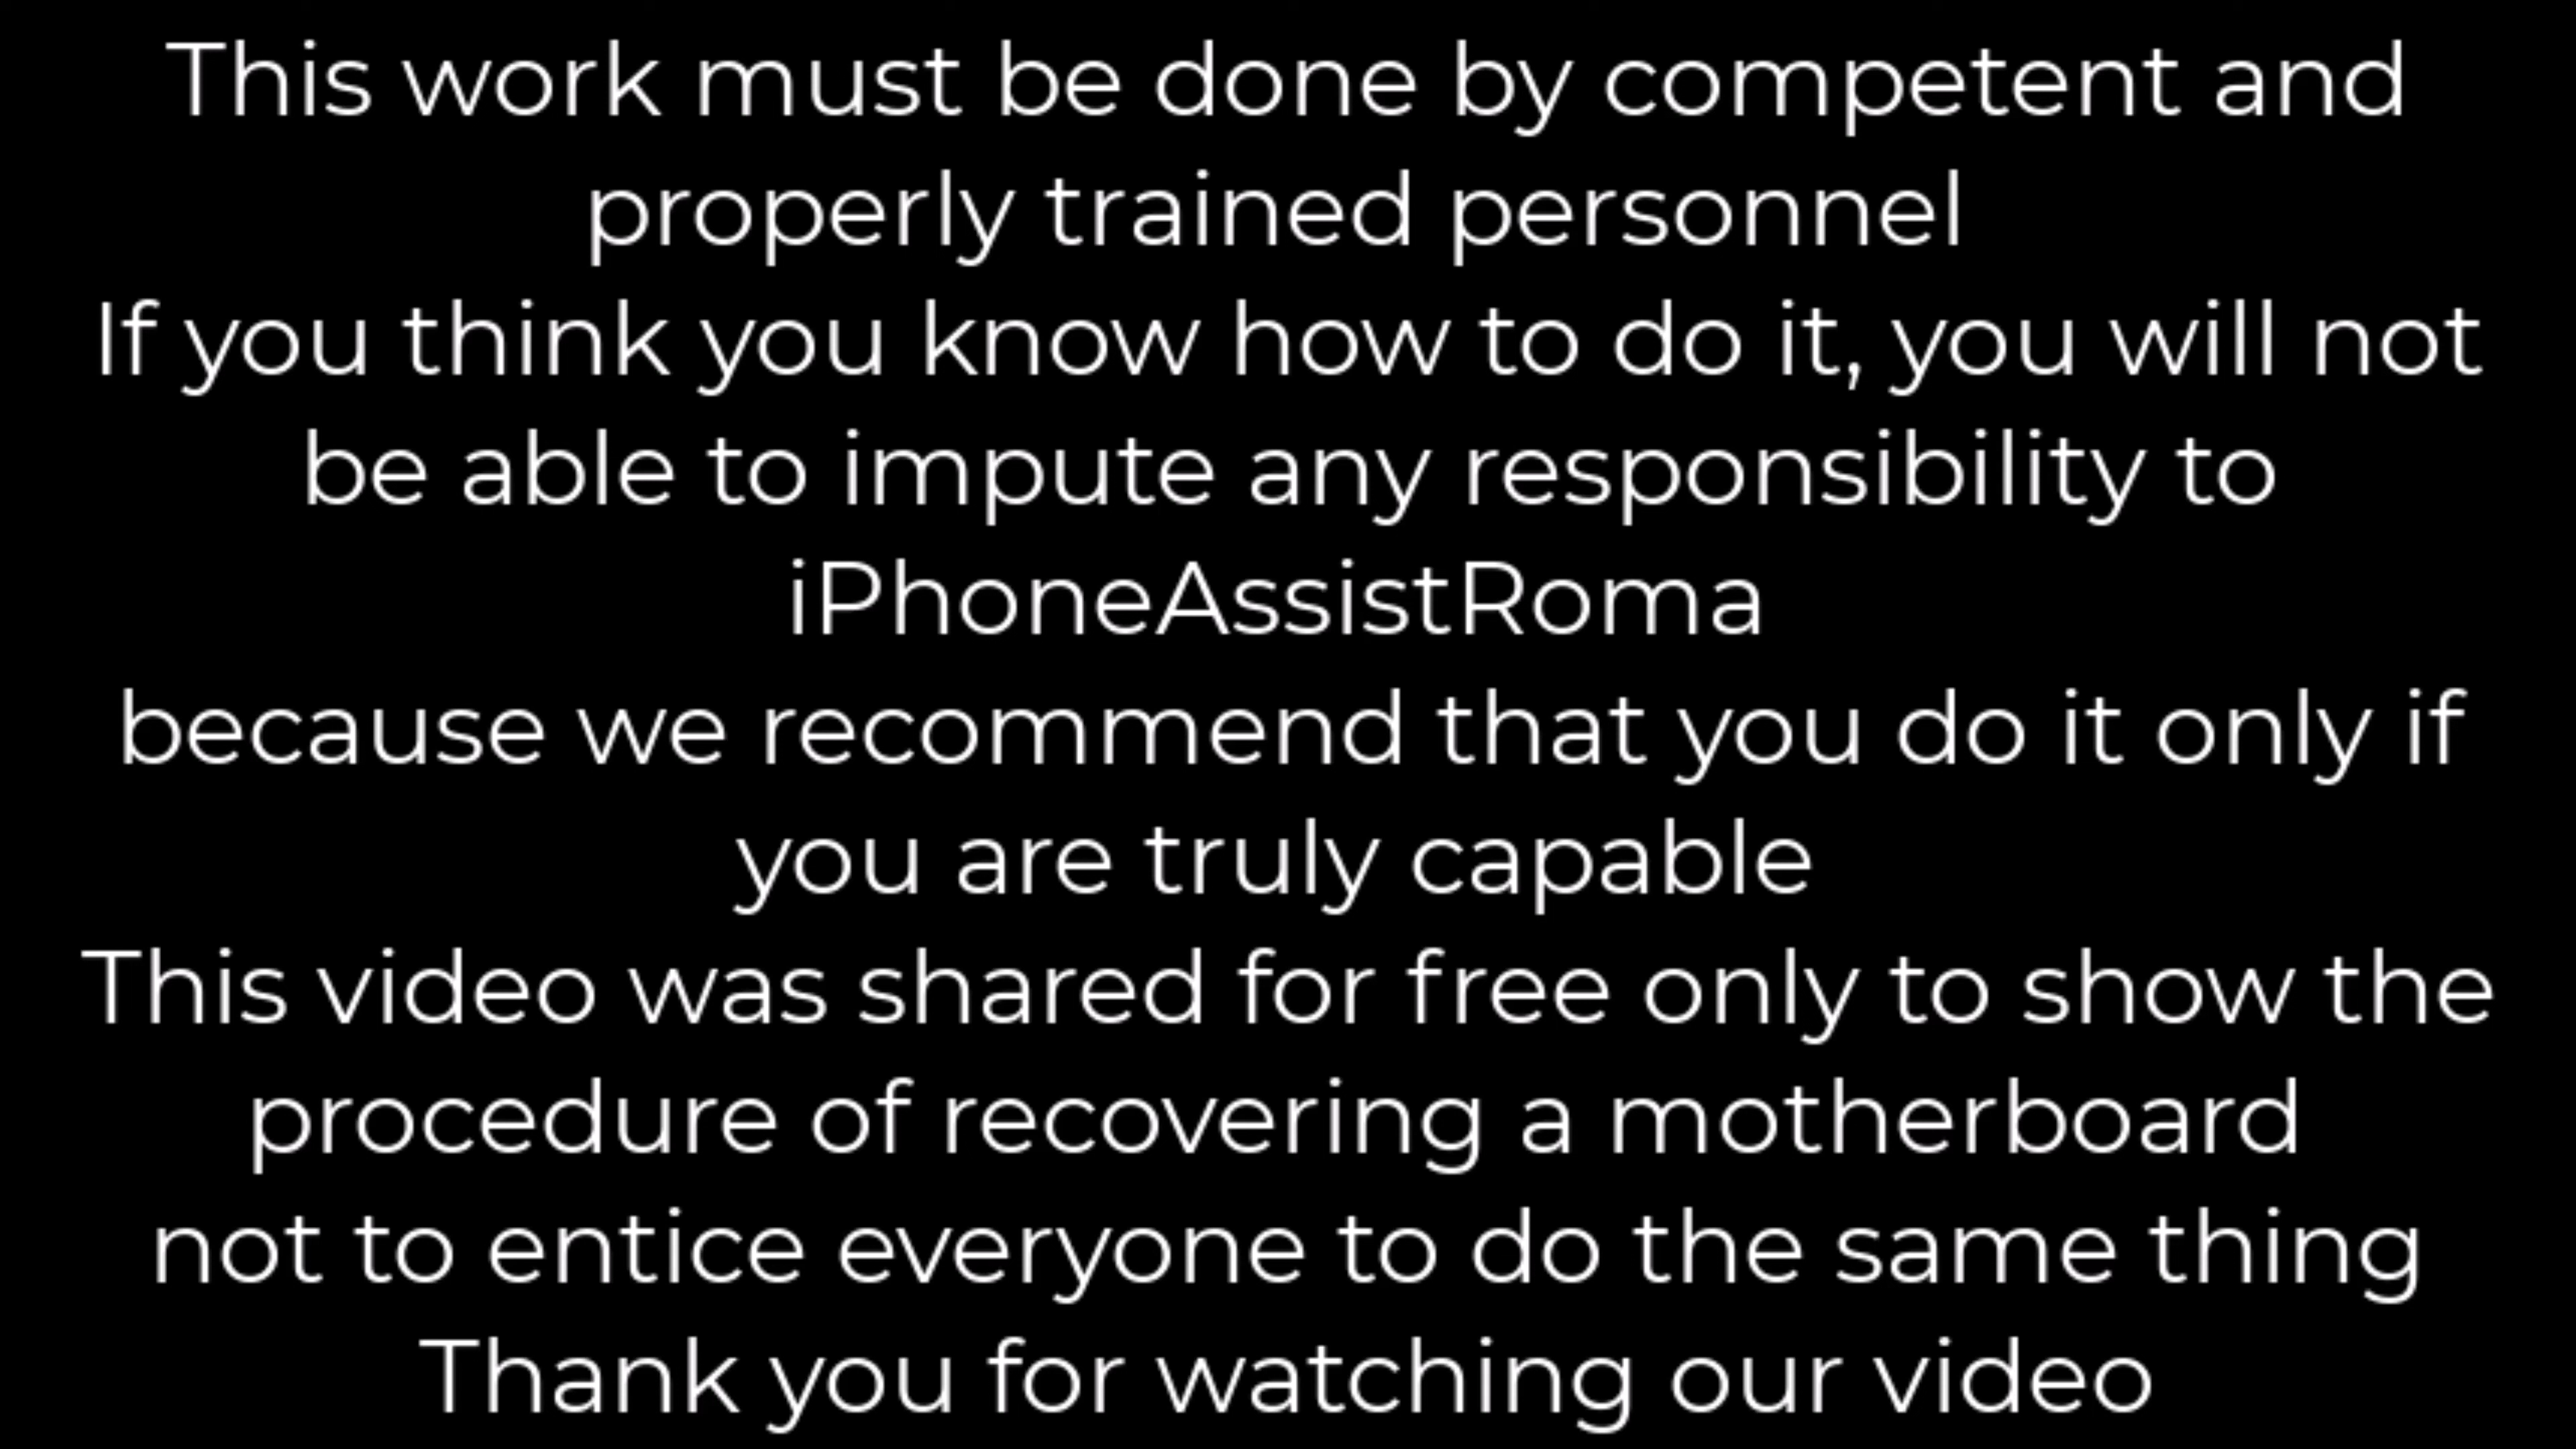 This work must be done by competent and
properly trained personnel
If you think you know how to do it, you will not
be able to impute any responsibility to
iPhoneAssistRoma
because we recommend that you do it only if
you are truly capable
This video was shared for free only to show the
procedure of recovering a motherboard
not to entice everyone to do the same thing
Thank you for watching our video